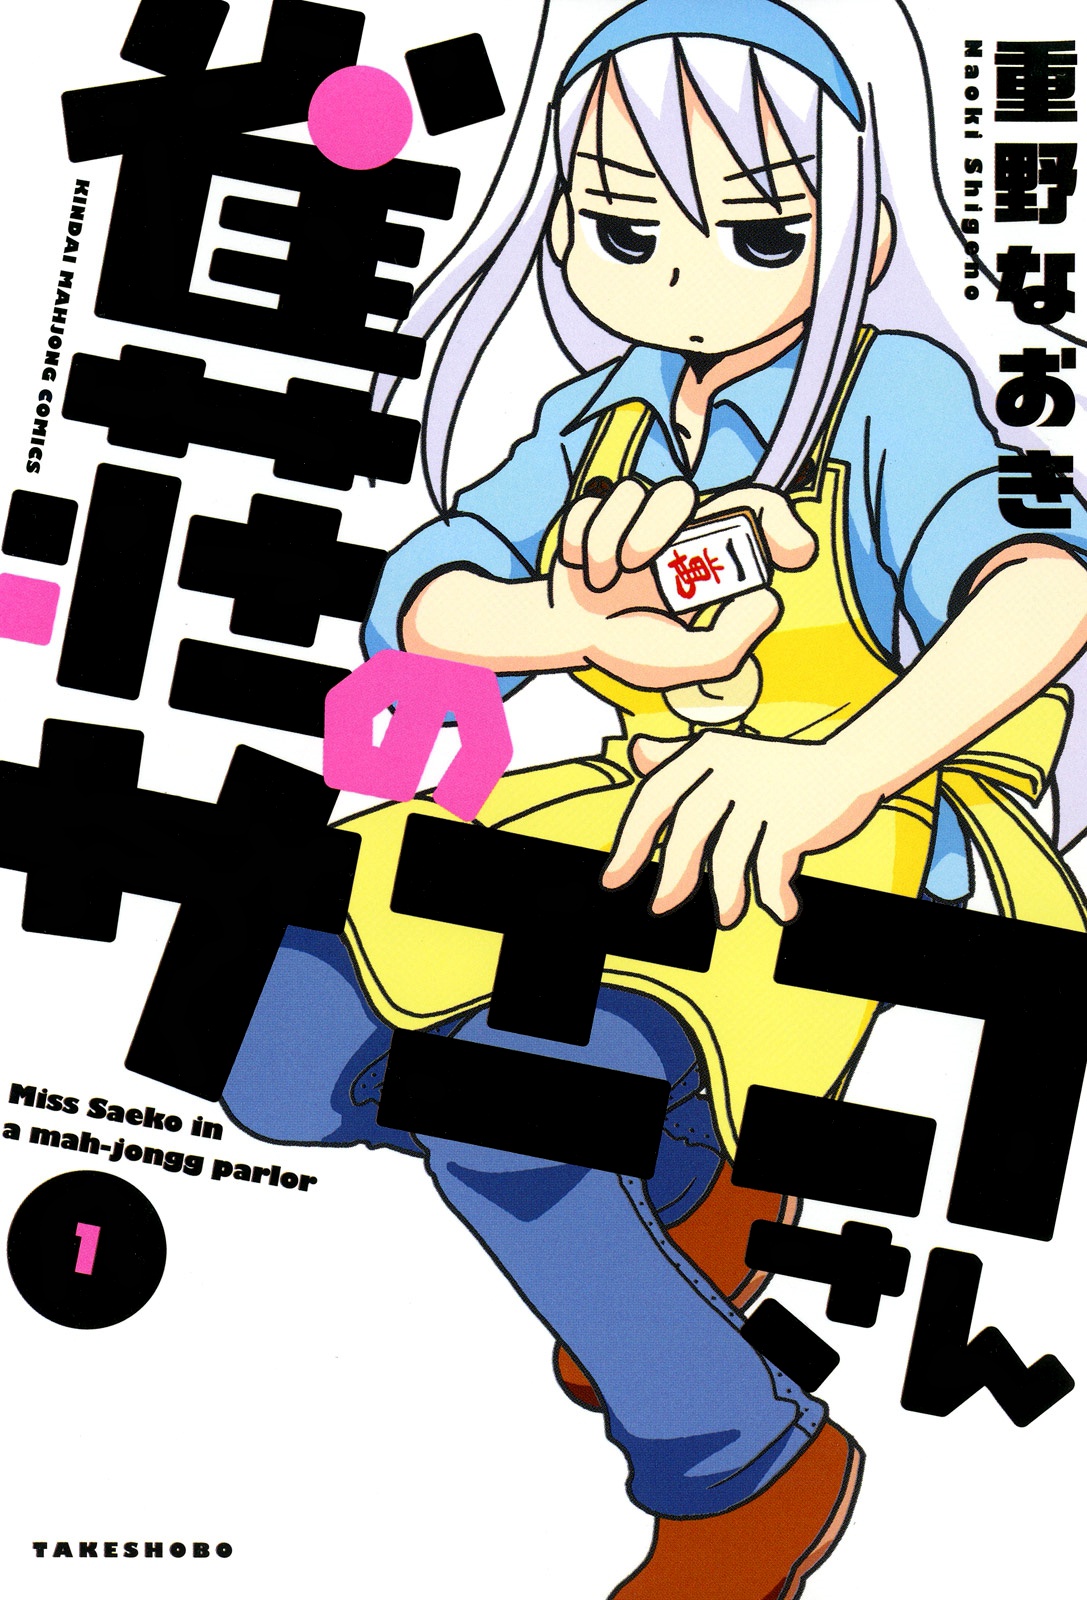 重野なおき
Naoki Shigeno
KINDAI MAHJONG COMICS
雀荘の
サエコさん
Miss Saeko in
a mah-jongg parlor
1
一萬
TAKESHOBO